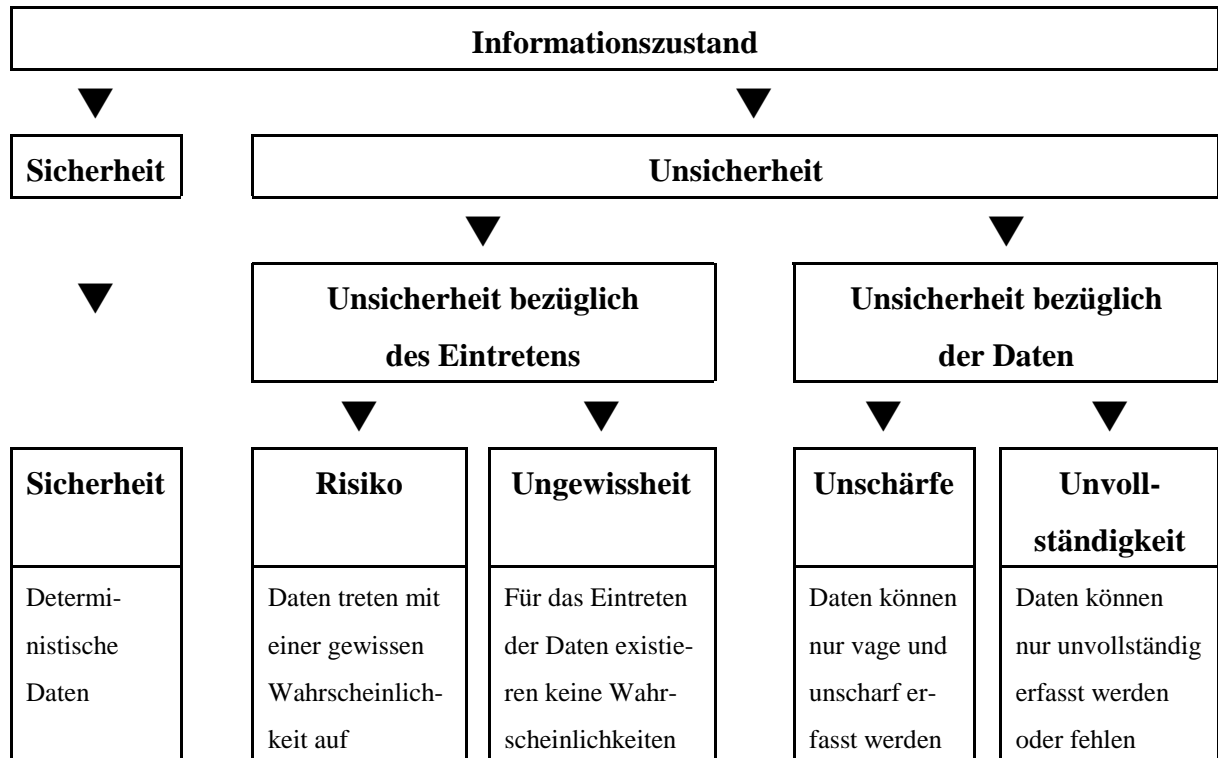 Informationszustand
Sicherheit
Unsicherheit
Unsicherheit bezüglich
des Eintretens
Unsicherheit bezüglich
der Daten
Sicherheit
Risiko
Ungewissheit
Unschärfe
Unvoll-
ständigkeit
Determi-
nistische
Daten
Daten treten mit
einer gewissen
Wahrscheinlich-
keit auf
Für das Eintreten
der Daten existie-
ren keine Wahr-
scheinlichkeiten
Daten können
nur vage und
unscharf er-
fasst werden
Daten können
nur unvollständig
erfasst werden
oder fehlen